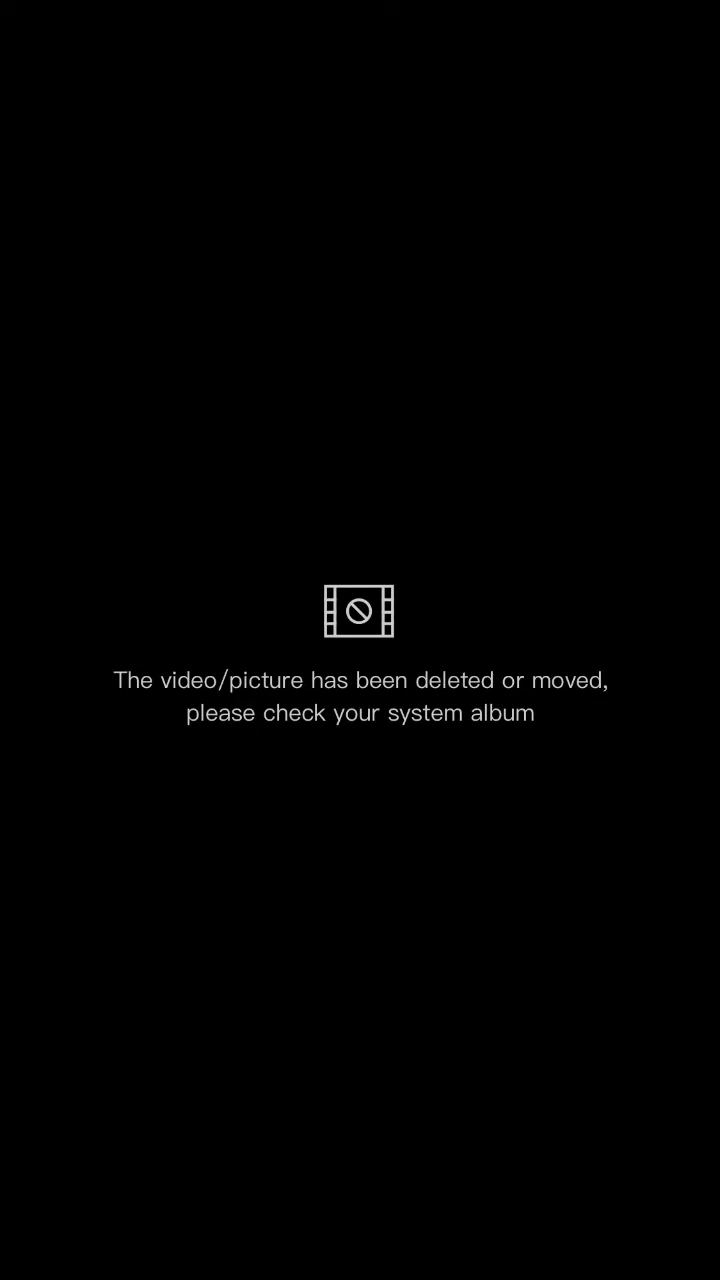 The video/picture has been deleted or moved,
please check your system album